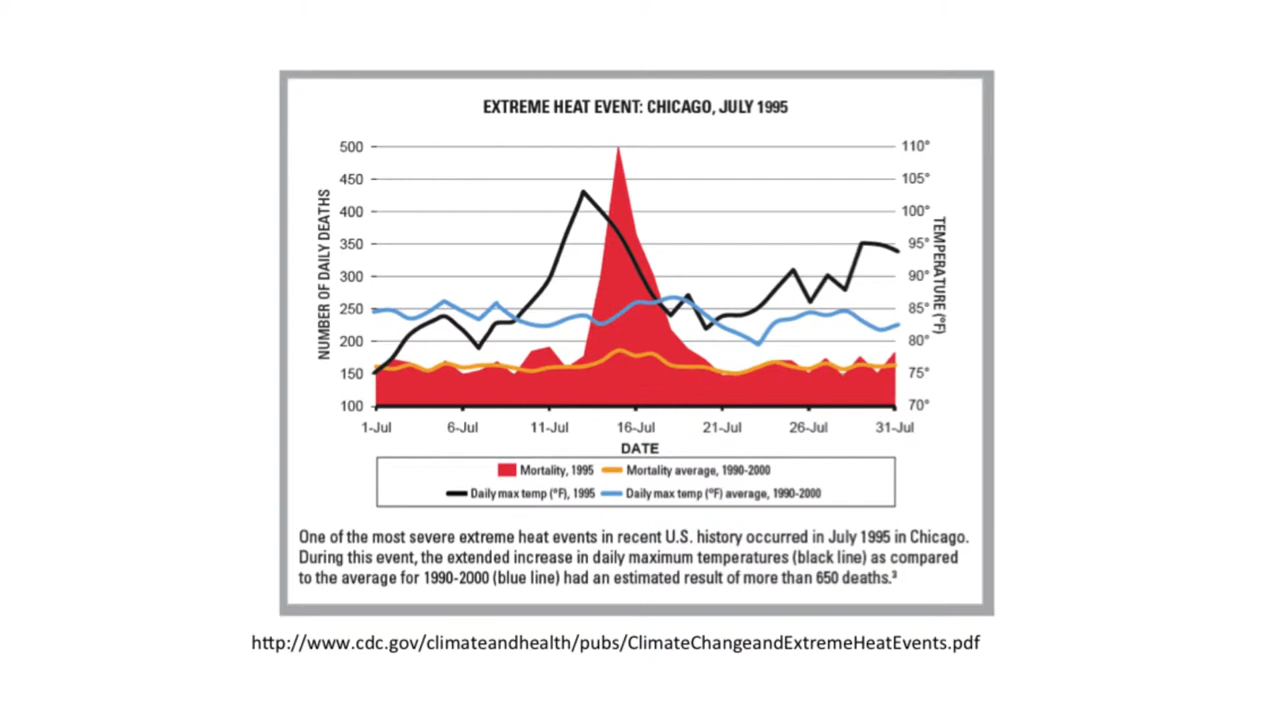 EXTREME HEAT EVENT: CHICAGO, JULY 1995
500 110°
450 105°
400 100°
350 95°
300 90°
250 85°
200 80°
150 75°
100 70°
NUMBER OF DAILY DEATHS
TEMPERATURE (°F)
1-Jul 6-Jul 11-Jul 16-Jul 21-Jul 26-Jul 31-Jul
DATE
Mortality, 1995 Mortality average, 1990-2000
Daily max temp (°F), 1995 Daily max temp (°F) average, 1990-2000
One of the most severe extreme heat events in recent U.S. history occurred in July 1995 in Chicago.
During this event, the extended increase in daily maximum temperatures (black line) as compared
to the average for 1990-2000 (blue line) had an estimated result of more than 650 deaths.³
http://www.cdc.gov/climateandhealth/pubs/ClimateChangeandExtremeHeatEvents.pdf